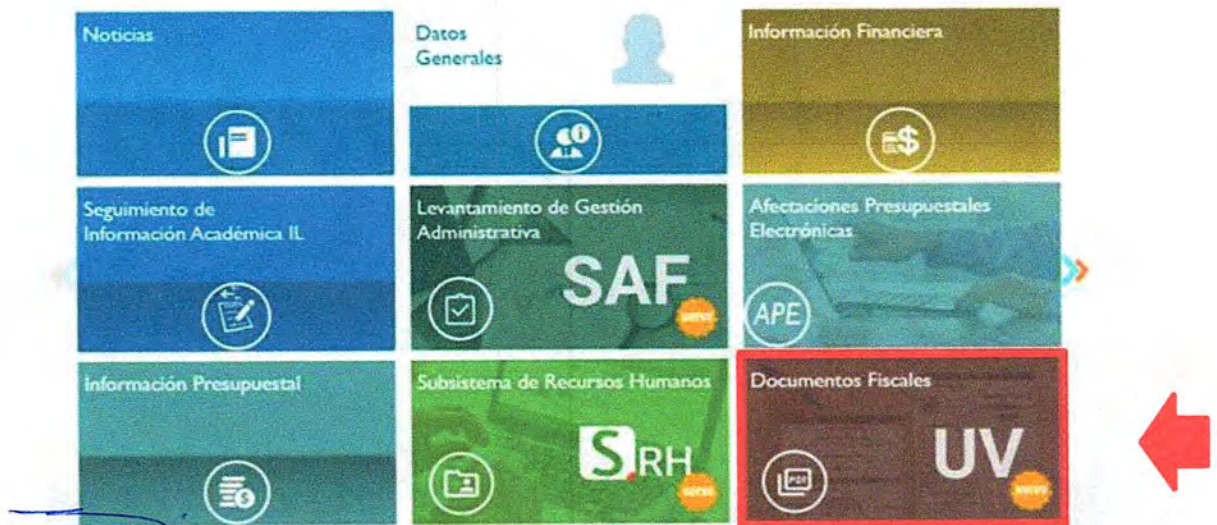 Noticias
Datos
Generales
Información Financiera
Seguimiento de
Información Académica IL
Levantamiento de Gestión
Administrativa
SAF
Afectaciones Presupuestales
Electrónicas
APE
Información Presupuestal
Subsistema de Recursos Humanos
S.RH
Documentos Fiscales
PDF
UV